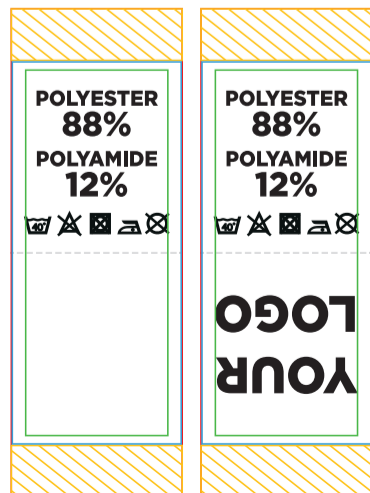 POLYESTER
88%
POLYAMIDE
12%
40°
POLYESTER
88%
POLYAMIDE
12%
40°
YOUR
LOGO